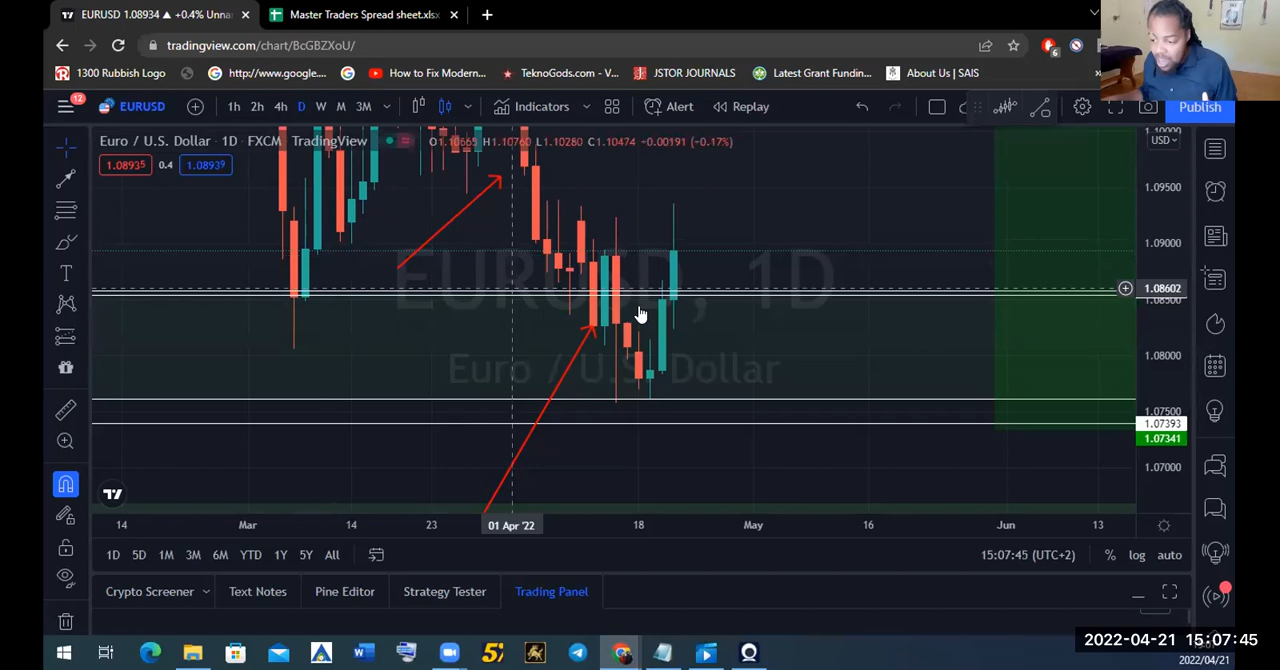 EURUSD 1.08934 ▲ +0.4% Unna
Master Traders Spread sheet.xlsx
tradingview.com/chart/BcGBZXoU/
6
1300 Rubbish Logo
http://www.google....
How to Fix Modern...
TeknoGods.com - V...
JSTOR JOURNALS
Latest Grant Fundin...
About Us | SAIS
»
12
EURUSD
1h 2h 4h D W M 3M
Indicators
Alert
Replay
Publish
Euro / U.S. Dollar · 1D · FXCM TradingView
O1.10665 H1.10760 L1.10280 C1.10474 −0.00191 (−0.17%)
1.08935 0.4 1.08939
EURUSD, 1D
Euro / U.S. Dollar
1.10000
USD
1.09500
1.09000
1.08602
1.08500
1.08000
1.07500
1.07393
1.07341
1.07000
14 Mar 14 23 01 Apr '22 18 May 16 Jun 13
1D 5D 1M 3M 6M YTD 1Y 5Y All
15:07:45 (UTC+2)
% log auto
Crypto Screener
Text Notes
Pine Editor
Strategy Tester
Trading Panel
2022-04-21 15:07:45
2022/04/21